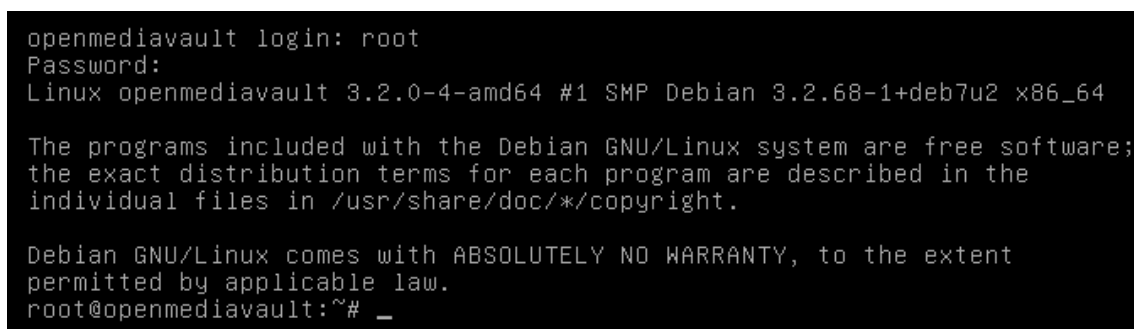 openmediavault login: root
Password:
Linux openmediavault 3.2.0-4-amd64 #1 SMP Debian 3.2.68-1+deb7u2 x86_64
The programs included with the Debian GNU/Linux system are free software;
the exact distribution terms for each program are described in the
individual files in /usr/share/doc/*/copyright.
Debian GNU/Linux comes with ABSOLUTELY NO WARRANTY, to the extent
permitted by applicable law.
root@openmediavault:~# _